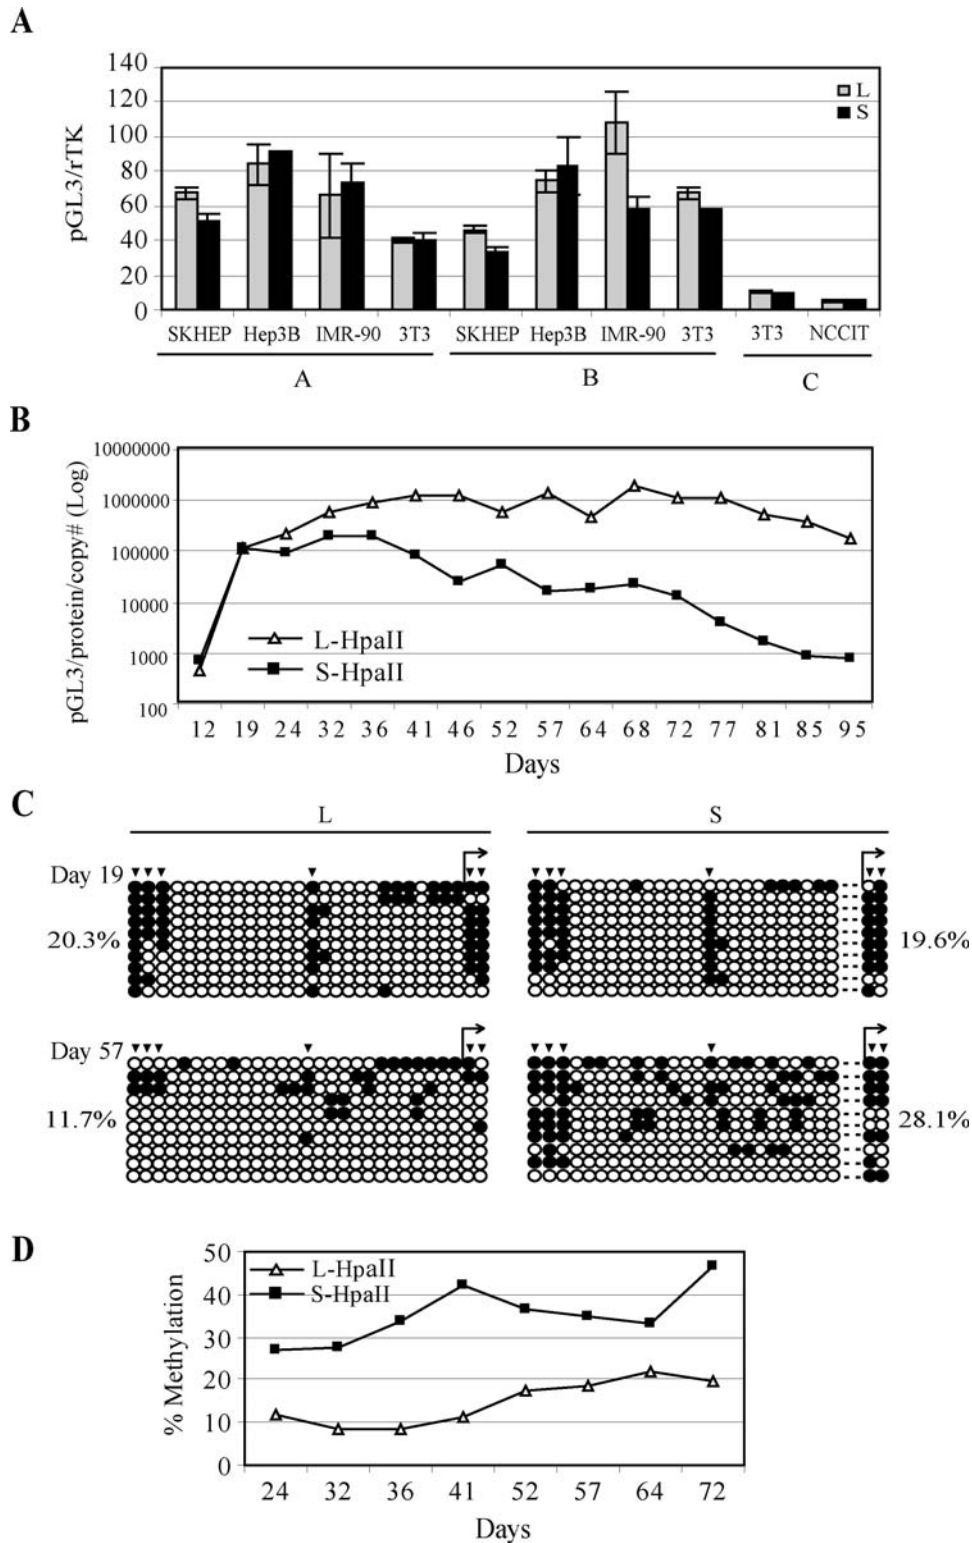 A
140
120
100
80
60
40
20
0
pGL3/rTK
L
S
SKHEP Hep3B IMR-90 3T3 SKHEP Hep3B IMR-90 3T3 3T3 NCCIT
A B C
B
10000000
1000000
100000
10000
1000
100
pGL3/protein/copy# (Log)
L-HpaII
S-HpaII
12 19 24 32 36 41 46 52 57 64 68 72 77 81 85 95
Days
C
L S
Day 19
20.3% 19.6%
Day 57
11.7% 28.1%
D
50
40
30
20
10
0
% Methylation
L-HpaII
S-HpaII
24 32 36 41 52 57 64 72
Days